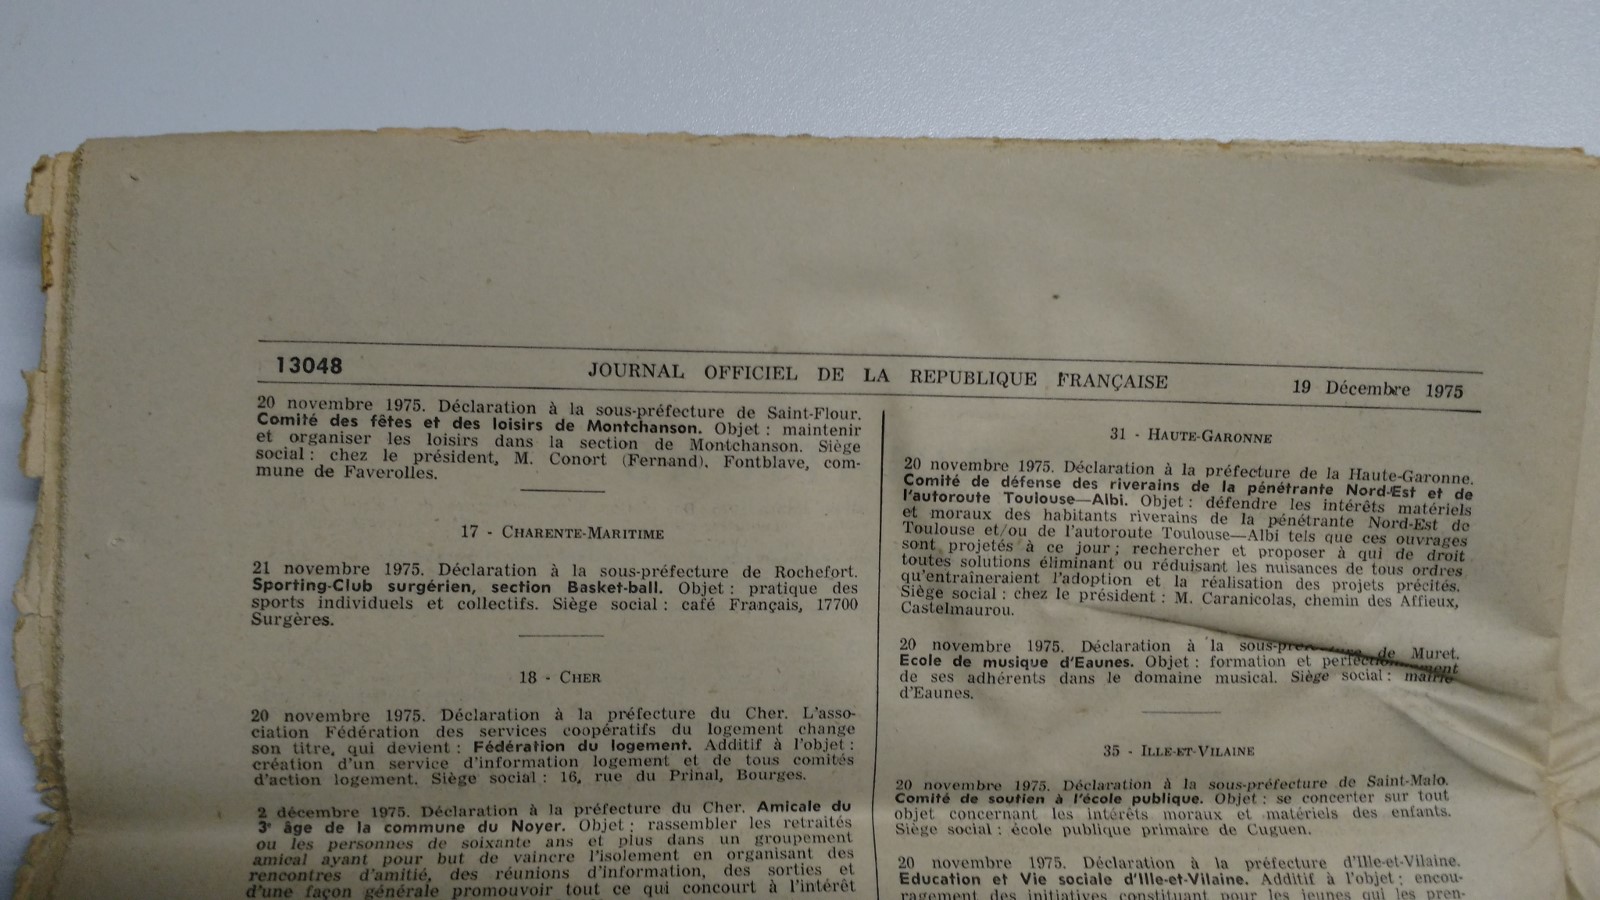 13048 JOURNAL OFFICIEL DE LA REPUBLIQUE FRANÇAISE 19 Décembre 1975
20 novembre 1975. Déclaration à la sous-préfecture de Saint-Flour.
Comité des fêtes et des loisirs de Montchanson. Objet : maintenir
et organiser les loisirs dans la section de Montchanson. Siège
social : chez le président, M. Conort (Fernand), Fontblave, com-
mune de Faverolles.
17 - CHARENTE-MARITIME
21 novembre 1975. Déclaration à la sous-préfecture de Rochefort.
Sporting-Club surgérien, section Basket-ball. Objet : pratique des
sports individuels et collectifs. Siège social : café Français, 17700
Surgères.
18 - CHER
20 novembre 1975. Déclaration à la préfecture du Cher. L'asso-
ciation Fédération des services coopératifs du logement change
son titre, qui devient : Fédération du logement. Additif à l'objet :
création d'un service d'information logement et de tous comités
d'action logement. Siège social : 16, rue du Prinal, Bourges.
2 décembre 1975. Déclaration à la préfecture du Cher. Amicale du
3e âge de la commune du Noyer. Objet : rassembler les retraités
ou les personnes de soixante ans et plus dans un groupement
amical ayant pour but de vaincre l'isolement en organisant des
rencontres d'amitié, des réunions d'information, des sorties et
d'une façon générale promouvoir tout ce qui concourt à l'intérêt
31 - HAUTE-GARONNE
20 novembre 1975. Déclaration à la préfecture de la Haute-Garonne.
Comité de défense des riverains de la pénétrante Nord-Est et de
l'autoroute Toulouse—Albi. Objet : défendre les intérêts matériels
et moraux des habitants riverains de la pénétrante Nord-Est de
Toulouse et/ou de l'autoroute Toulouse—Albi tels que ces ouvrages
sont projetés à ce jour ; rechercher et proposer à qui de droit
toutes solutions éliminant ou réduisant les nuisances de tous ordres
qu'entraîneraient l'adoption et la réalisation des projets précités.
Siège social : chez le président : M. Caranicolas, chemin des Affieux,
Castelmaurou.
20 novembre 1975. Déclaration à la sous-préfecture de Muret.
Ecole de musique d'Eaunes. Objet : formation et perfectionnement
de ses adhérents dans le domaine musical. Siège social : mairie
d'Eaunes.
35 - ILLE-ET-VILAINE
20 novembre 1975. Déclaration à la sous-préfecture de Saint-Malo.
Comité de soutien à l'école publique. Objet : se concerter sur tout
objet concernant les intérêts moraux et matériels des enfants.
Siège social : école publique primaire de Cuguen.
20 novembre 1975. Déclaration à la préfecture d'Ille-et-Vilaine.
Education et Vie sociale d'Ille-et-Vilaine. Additif à l'objet : encou-
ragement des initiatives constituant pour les jeunes qui les pren-